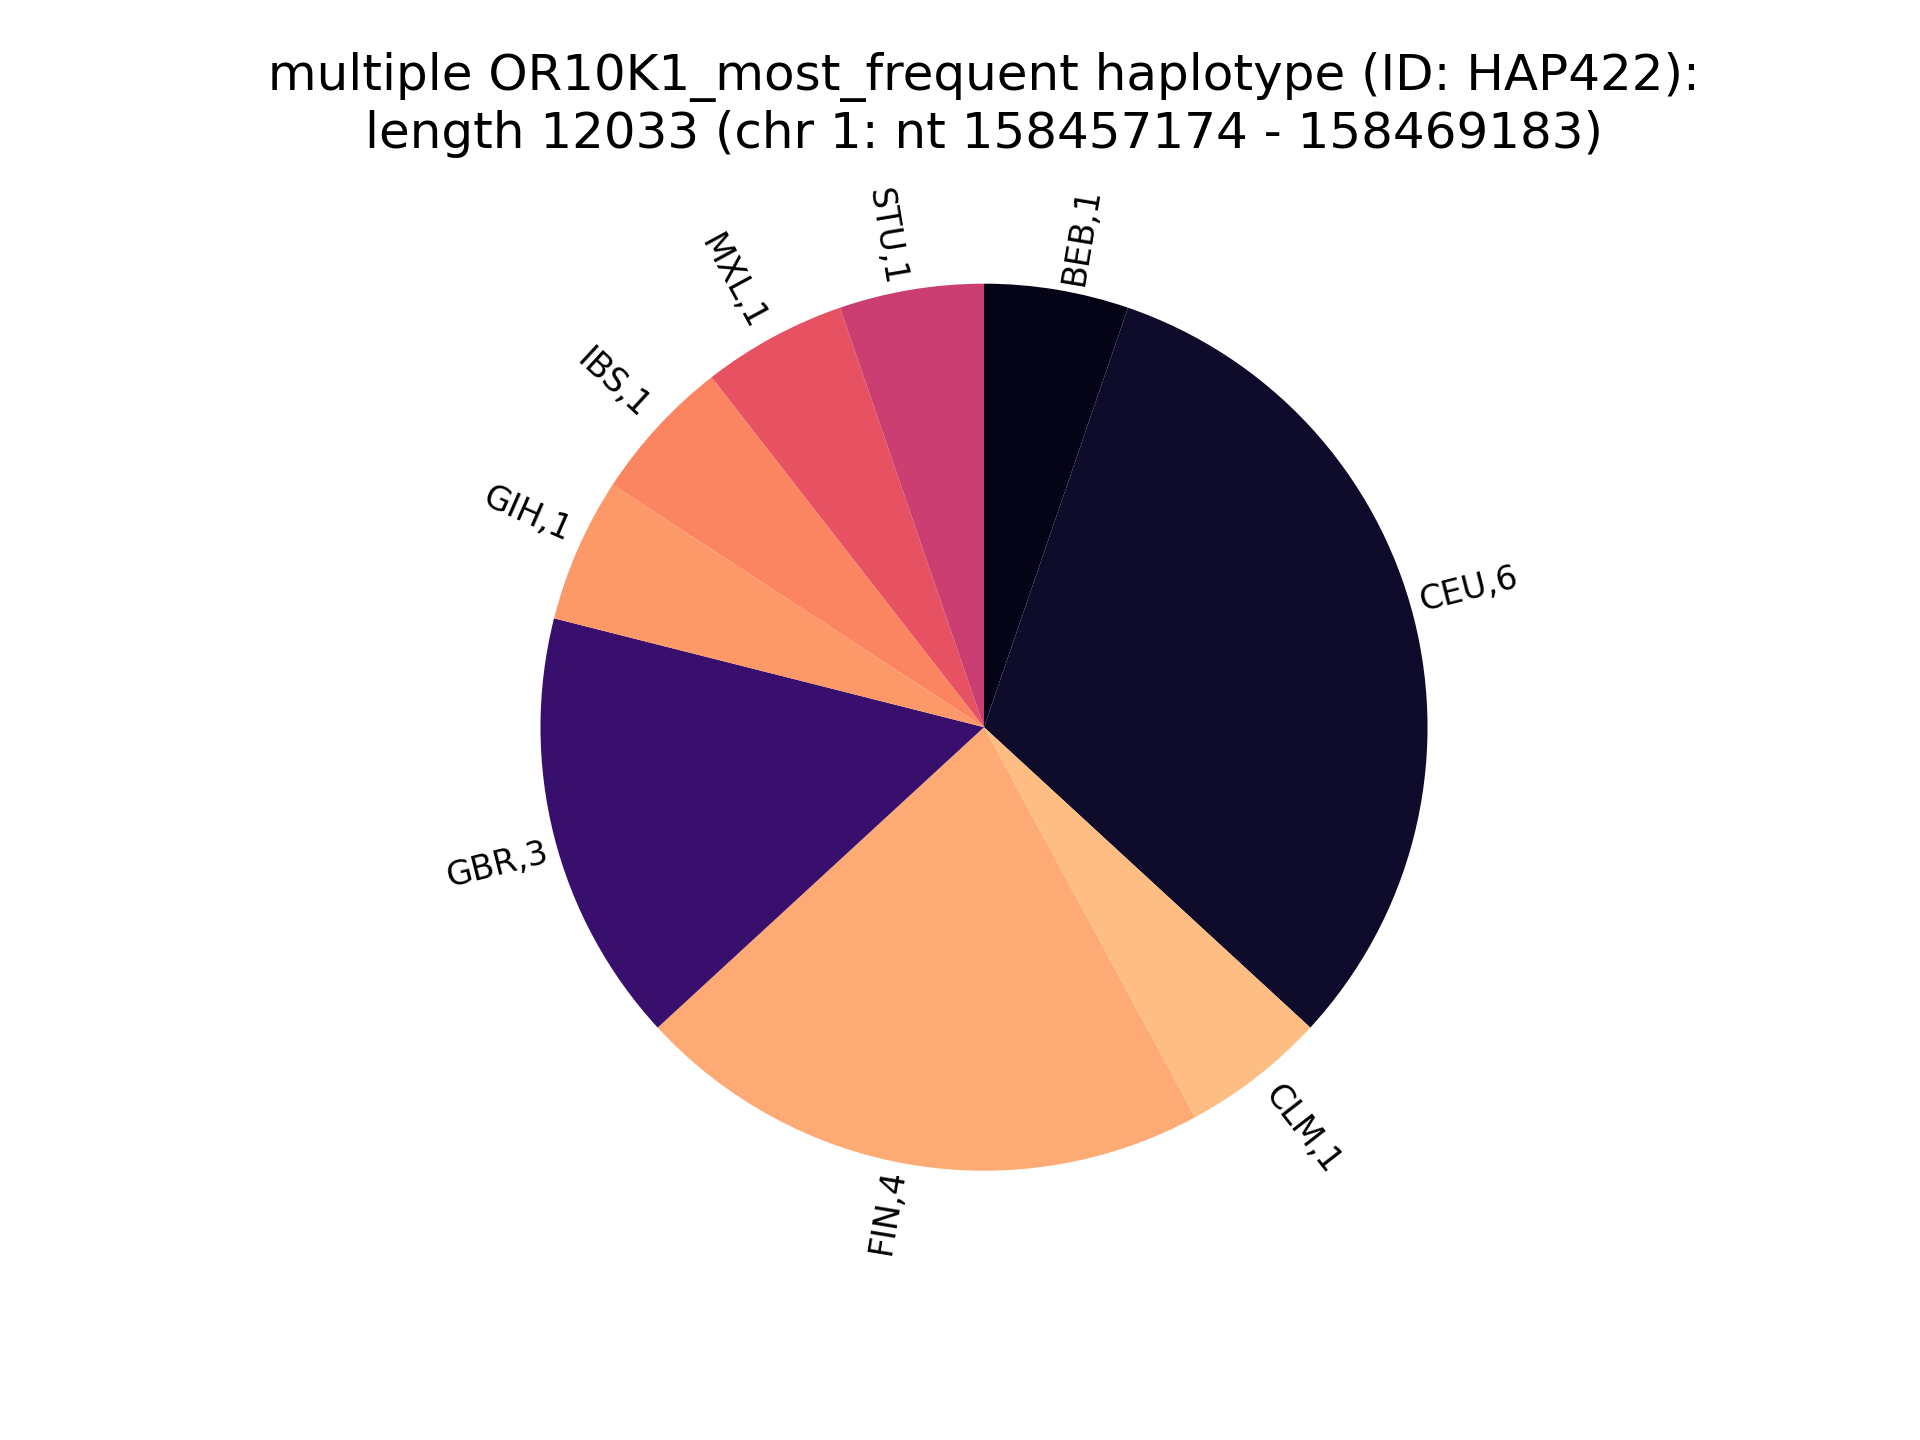 multiple OR10K1_most_frequent haplotype (ID: HAP422):
length 12033 (chr 1: nt 158457174 - 158469183)
STU,1
BEB,1
MXL,1
IBS,1
GIH,1
CEU,6
GBR,3
CLM,1
FIN,4